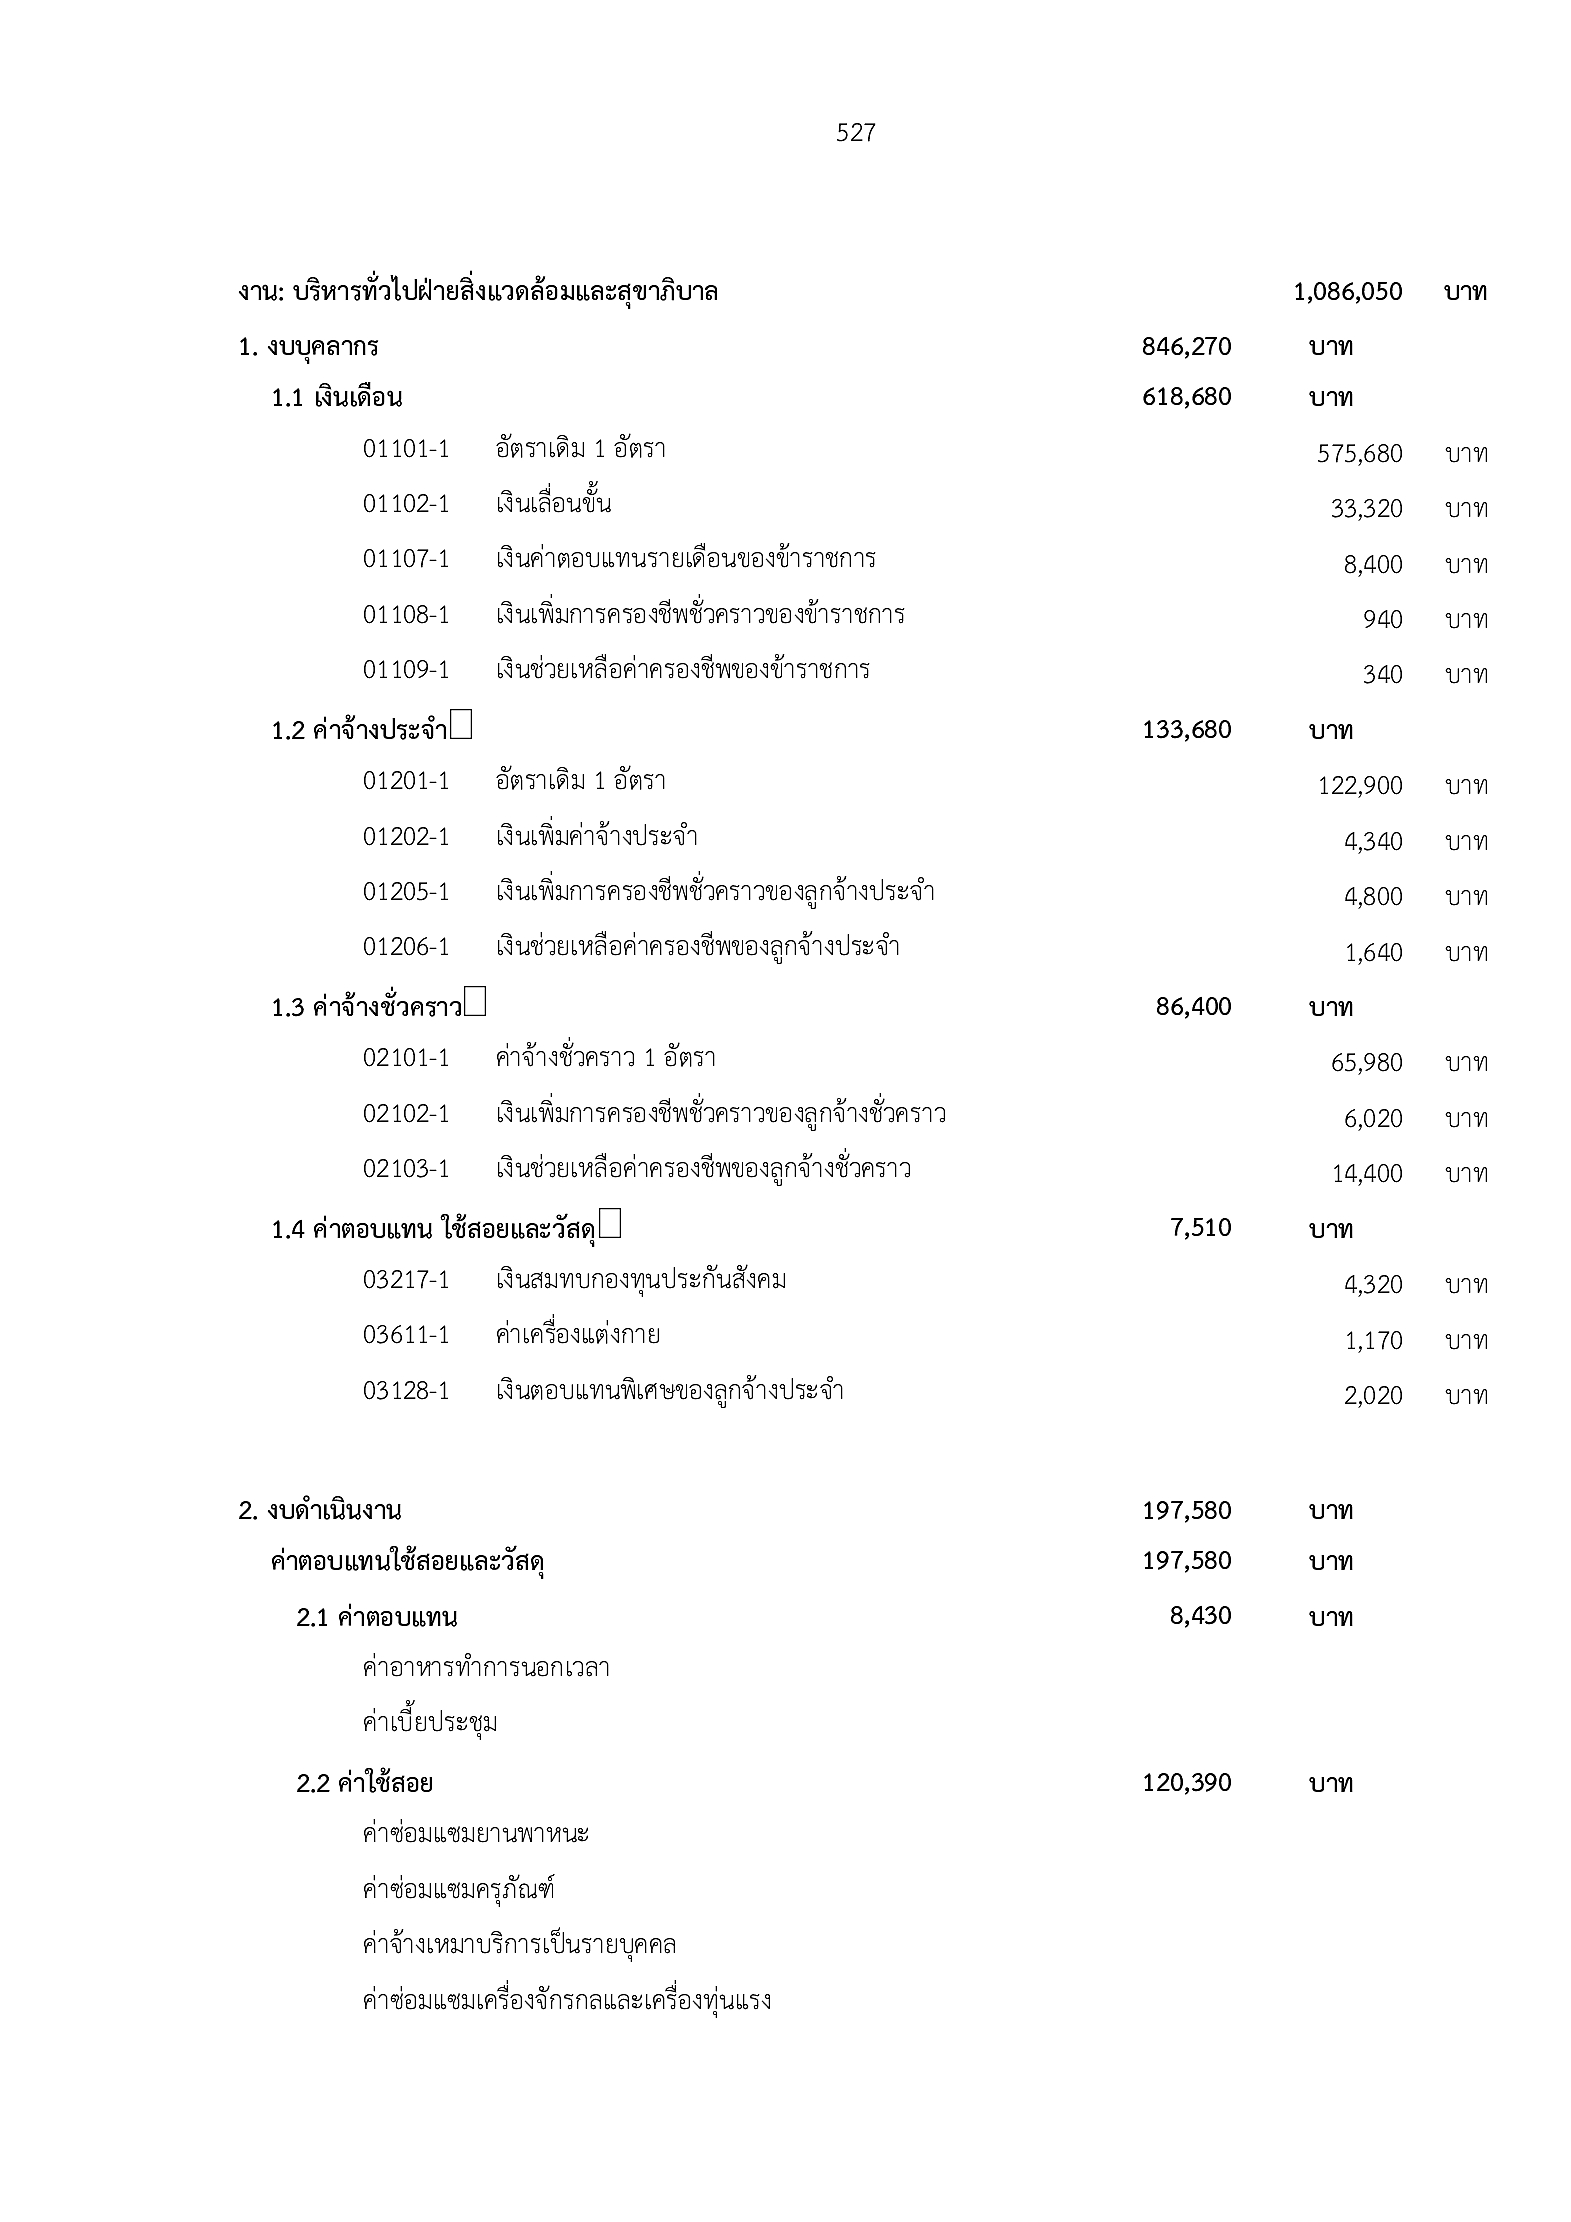 527
งาน: บริหารทั่วไปฝ่ายสิ่งแวดล้อมและสุขาภิบาล 1,086,050 บาท
1. งบบุคลากร 846,270 บาท
1.1 เงินเดือน 618,680 บาท
01101-1 อัตราเดิม 1 อัตรา 575,680 บาท
01102-1 เงินเลื่อนขั้น 33,320 บาท
01107-1 เงินค่าตอบแทนรายเดือนของข้าราชการ 8,400 บาท
01108-1 เงินเพิ่มการครองชีพชั่วคราวของข้าราชการ 940 บาท
01109-1 เงินช่วยเหลือค่าครองชีพของข้าราชการ 340 บาท
1.2 ค่าจ้างประจำ 133,680 บาท
01201-1 อัตราเดิม 1 อัตรา 122,900 บาท
01202-1 เงินเพิ่มค่าจ้างประจำ 4,340 บาท
01205-1 เงินเพิ่มการครองชีพชั่วคราวของลูกจ้างประจำ 4,800 บาท
01206-1 เงินช่วยเหลือค่าครองชีพของลูกจ้างประจำ 1,640 บาท
1.3 ค่าจ้างชั่วคราว 86,400 บาท
02101-1 ค่าจ้างชั่วคราว 1 อัตรา 65,980 บาท
02102-1 เงินเพิ่มการครองชีพชั่วคราวของลูกจ้างชั่วคราว 6,020 บาท
02103-1 เงินช่วยเหลือค่าครองชีพของลูกจ้างชั่วคราว 14,400 บาท
1.4 ค่าตอบแทน ใช้สอยและวัสดุ 7,510 บาท
03217-1 เงินสมทบกองทุนประกันสังคม 4,320 บาท
03611-1 ค่าเครื่องแต่งกาย 1,170 บาท
03128-1 เงินตอบแทนพิเศษของลูกจ้างประจำ 2,020 บาท
2. งบดำเนินงาน 197,580 บาท
ค่าตอบแทนใช้สอยและวัสดุ 197,580 บาท
2.1 ค่าตอบแทน 8,430 บาท
ค่าอาหารทำการนอกเวลา
ค่าเบี้ยประชุม
2.2 ค่าใช้สอย 120,390 บาท
ค่าซ่อมแซมยานพาหนะ
ค่าซ่อมแซมครุภัณฑ์
ค่าจ้างเหมาบริการเป็นรายบุคคล
ค่าซ่อมแซมเครื่องจักรกลและเครื่องทุ่นแรง